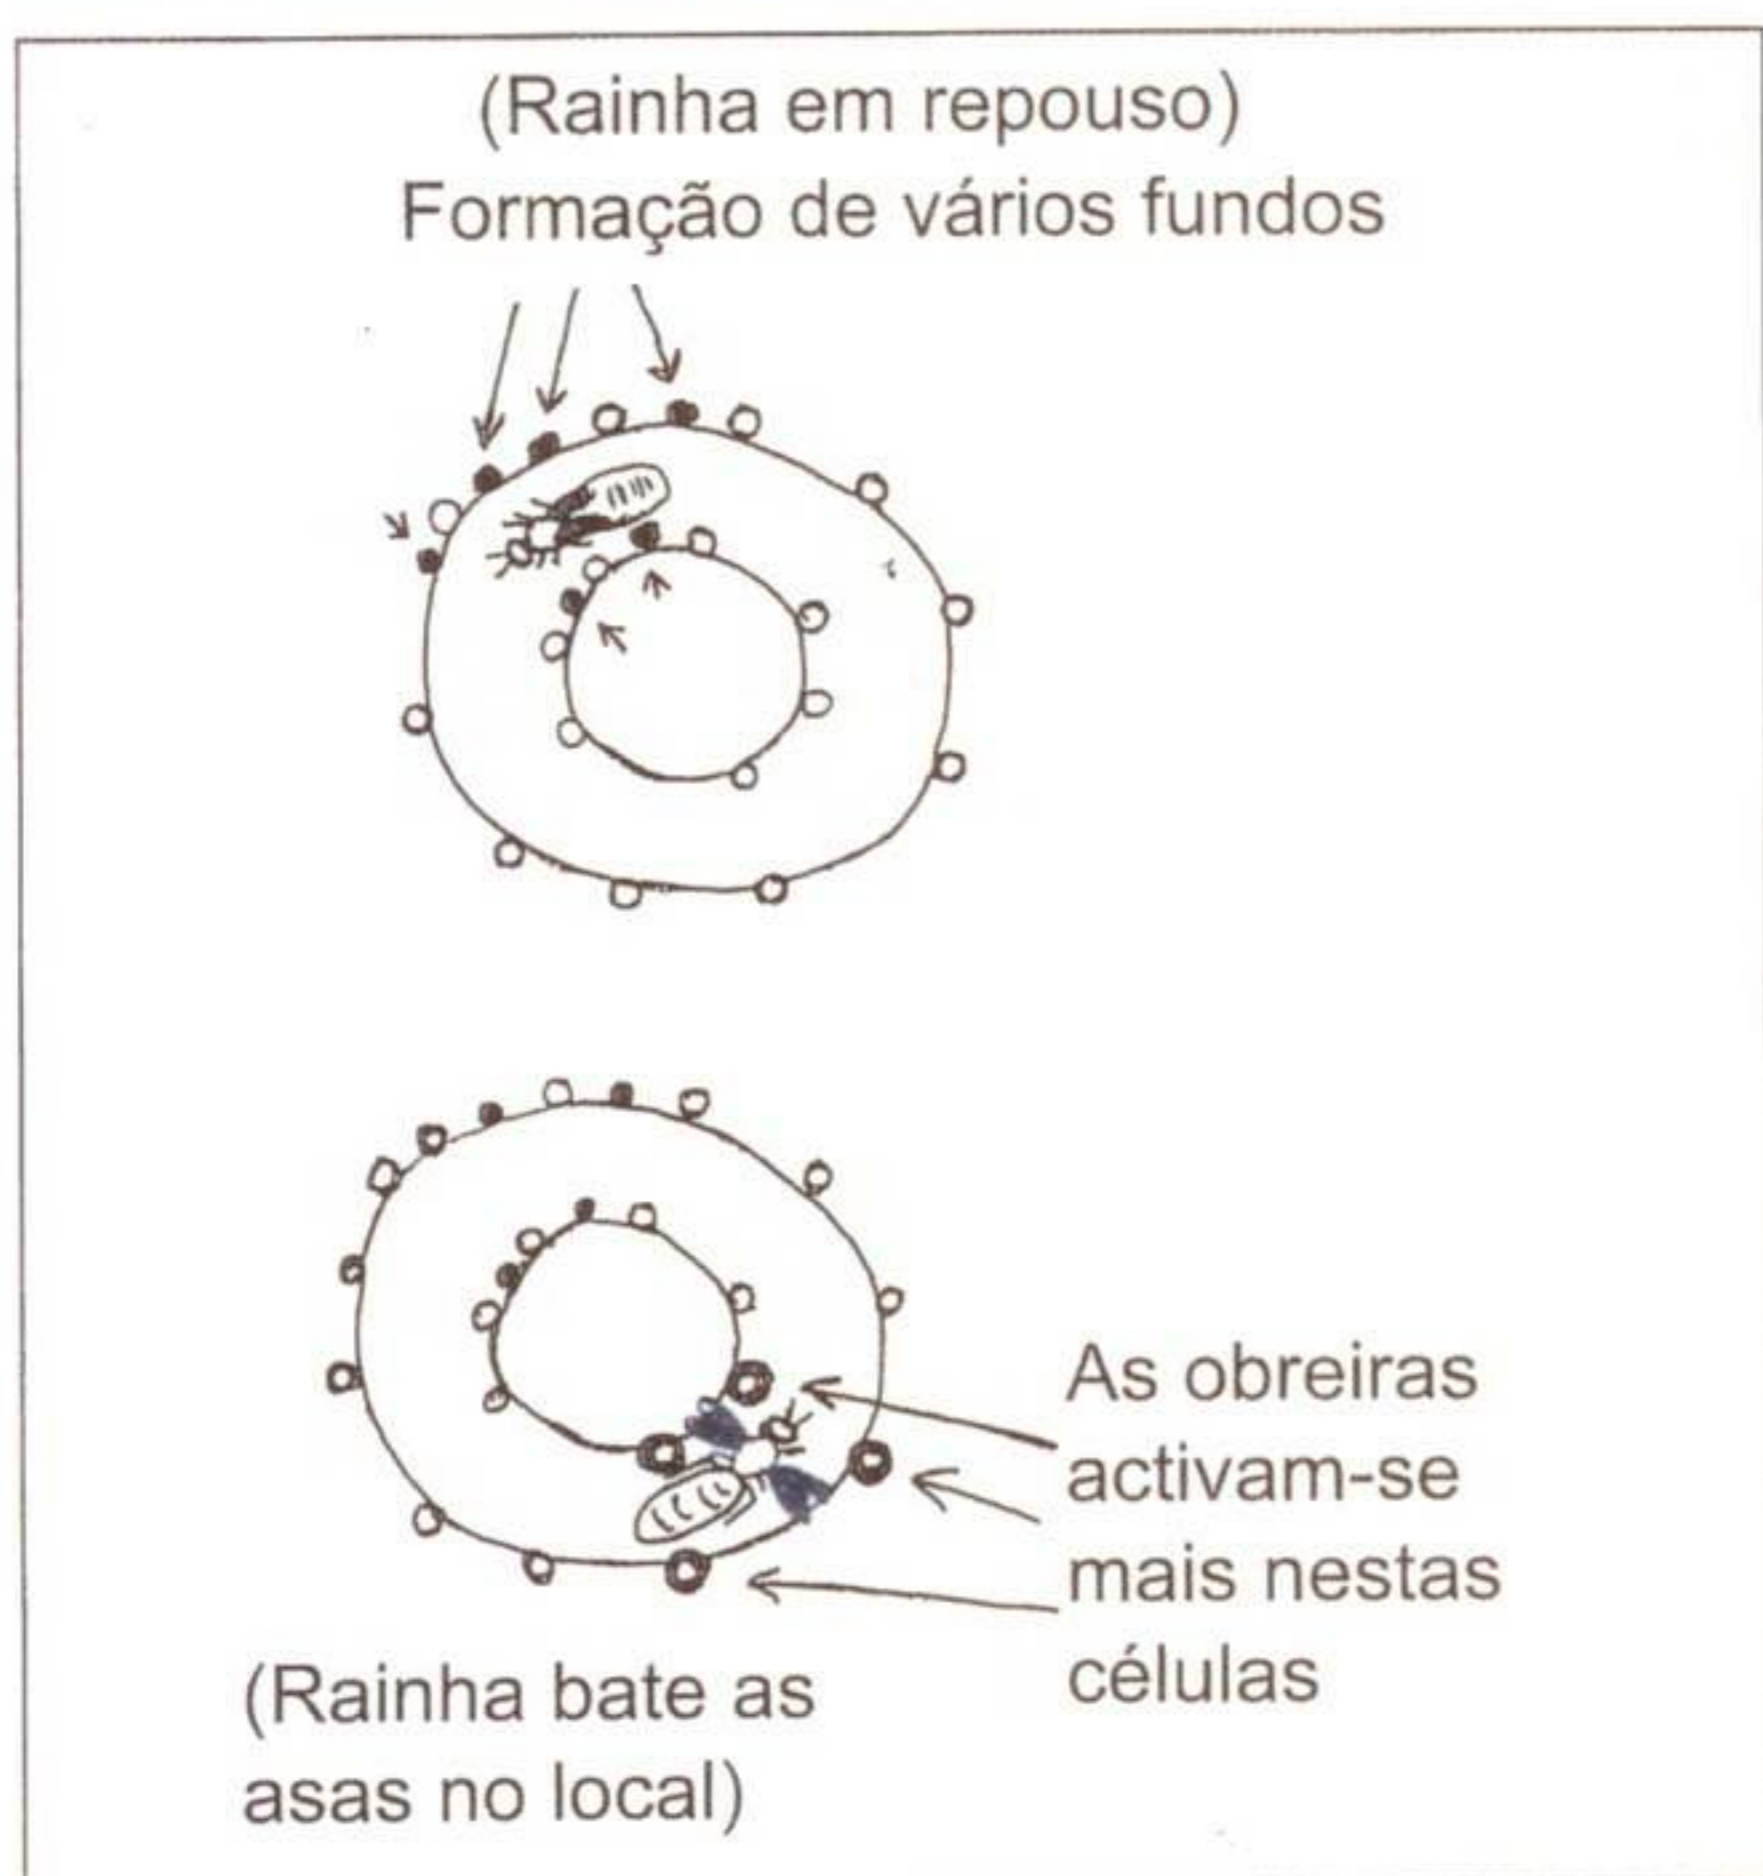 (Rainha em repouso)
Formação de vários fundos
As obreiras
activam-se
mais nestas
células
(Rainha bate as
asas no local)